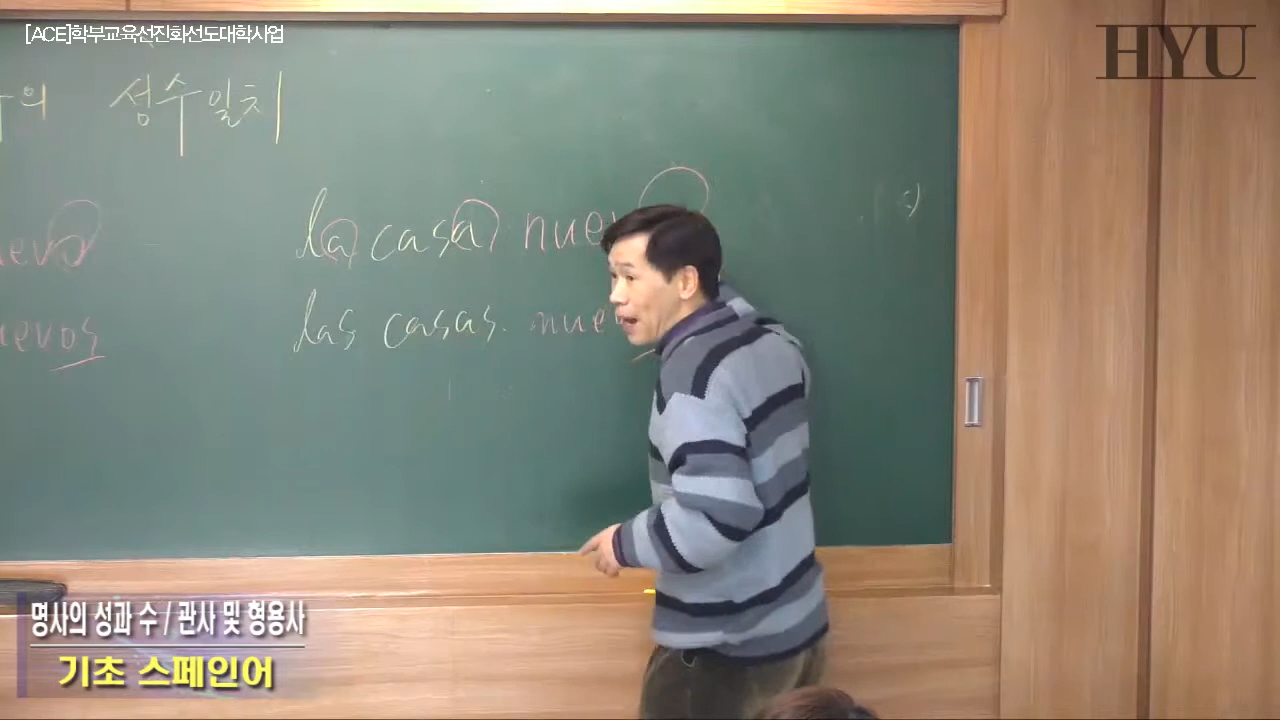 [ACE]학부교육선진화선도대학사업
HYU
의 성수일치
la casa nue
las casas. nue
evo
evos
명사의 성과 수 / 관사 및 형용사
기초 스페인어